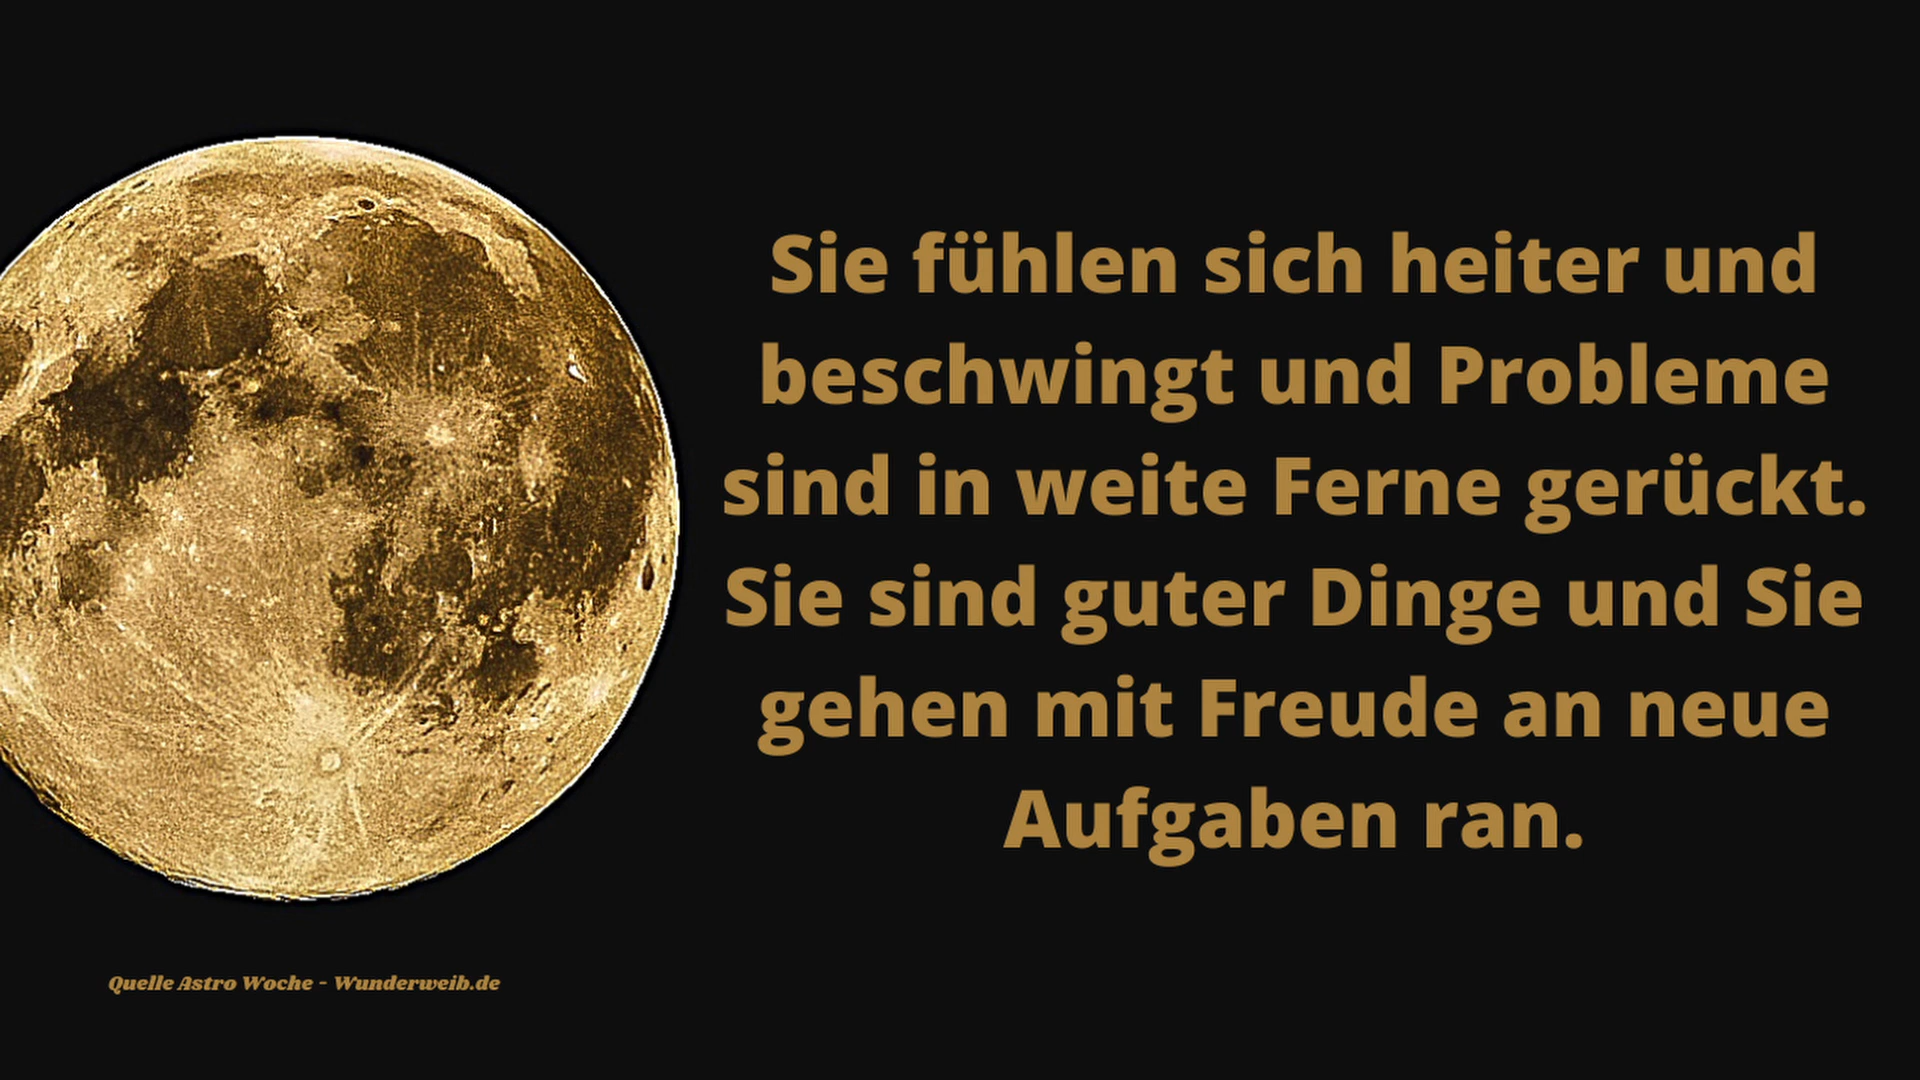 Sie fühlen sich heiter und
beschwingt und Probleme
sind in weite Ferne gerückt.
Sie sind guter Dinge und Sie
gehen mit Freude an neue
Aufgaben ran.
Quelle Astro Woche - Wunderweib.de